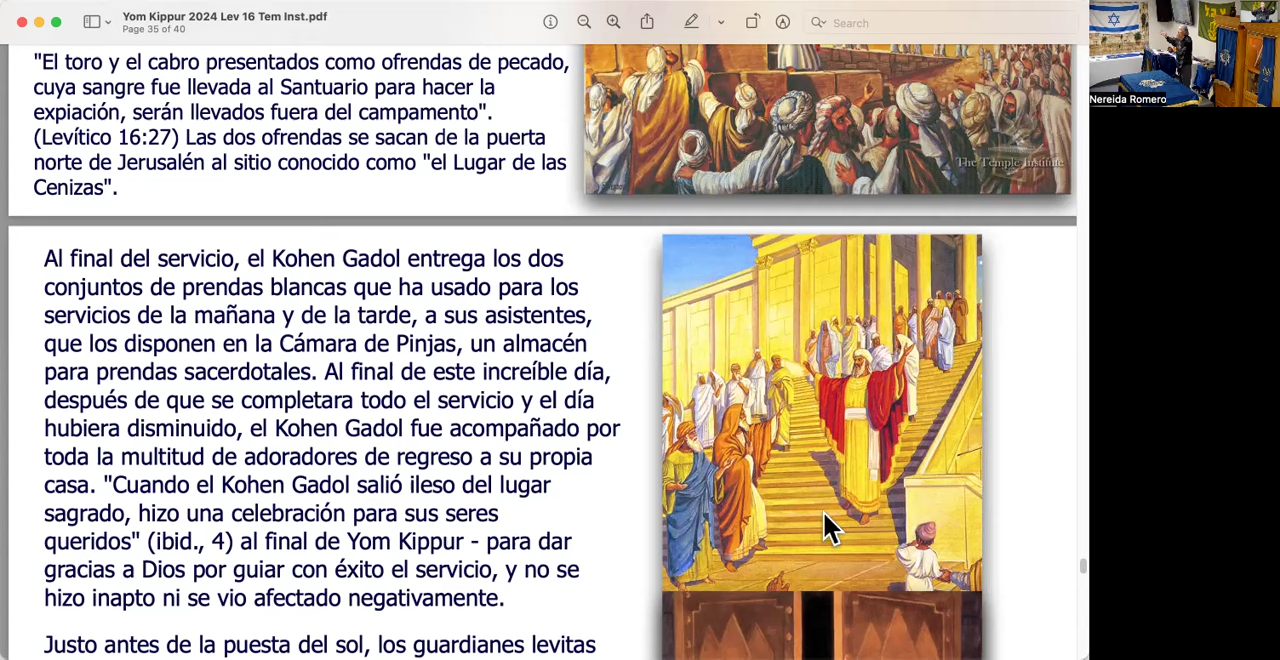 Yom Kippur 2024 Lev 16 Tem Inst.pdf
Page 35 of 40
Search
Nereida Romero
"El toro y el cabro presentados como ofrendas de pecado,
cuya sangre fue llevada al Santuario para hacer la
expiación, serán llevados fuera del campamento".
(Levítico 16:27) Las dos ofrendas se sacan de la puerta
norte de Jerusalén al sitio conocido como "el Lugar de las
Cenizas".
The Temple Institute
Al final del servicio, el Kohen Gadol entrega los dos
conjuntos de prendas blancas que ha usado para los
servicios de la mañana y de la tarde, a sus asistentes,
que los disponen en la Cámara de Pinjas, un almacén
para prendas sacerdotales. Al final de este increíble día,
después de que se completara todo el servicio y el día
hubiera disminuido, el Kohen Gadol fue acompañado por
toda la multitud de adoradores de regreso a su propia
casa. "Cuando el Kohen Gadol salió ileso del lugar
sagrado, hizo una celebración para sus seres
queridos" (ibid., 4) al final de Yom Kippur - para dar
gracias a Dios por guiar con éxito el servicio, y no se
hizo inapto ni se vio afectado negativamente.
Justo antes de la puesta del sol, los guardianes levitas